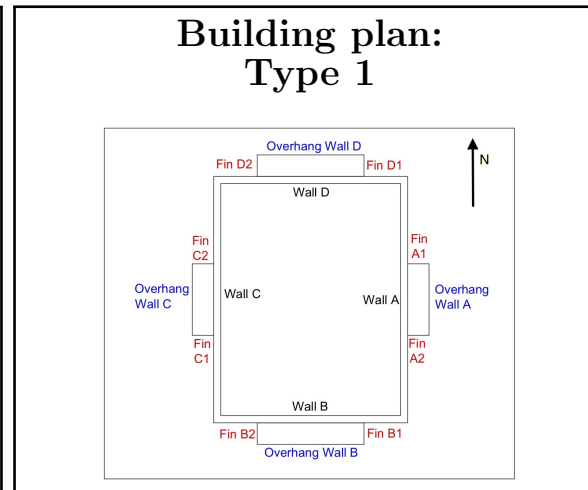 Building plan:
Type 1
Overhang Wall D
Fin D2
Fin D1
N
Wall D
Fin
C2
Fin
A1
Overhang
Wall C
Wall C
Wall A
Overhang
Wall A
Fin
C1
Fin
A2
Wall B
Fin B2
Fin B1
Overhang Wall B